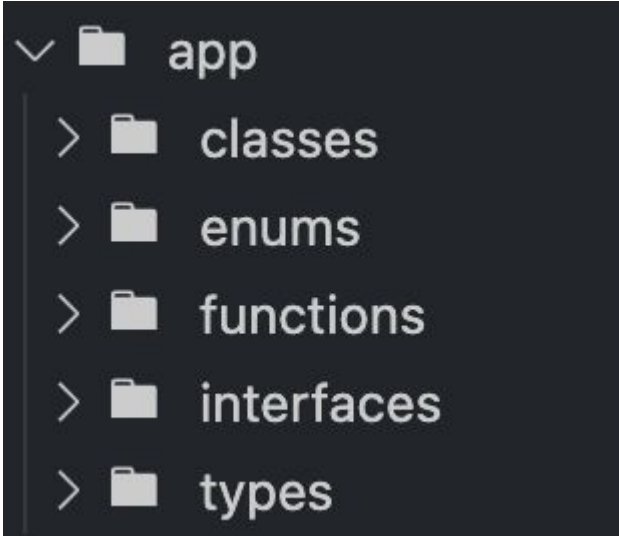 app
classes
enums
functions
interfaces
types